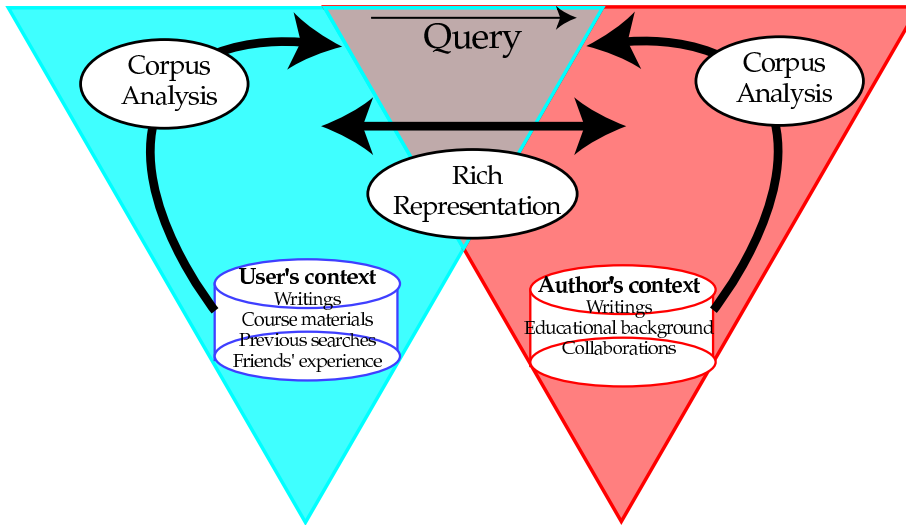 Query
Corpus
Analysis
Corpus
Analysis
Rich
Representation
User's context
Writings
Course materials
Previous searches
Friends' experience
Author's context
Writings
Educational background
Collaborations